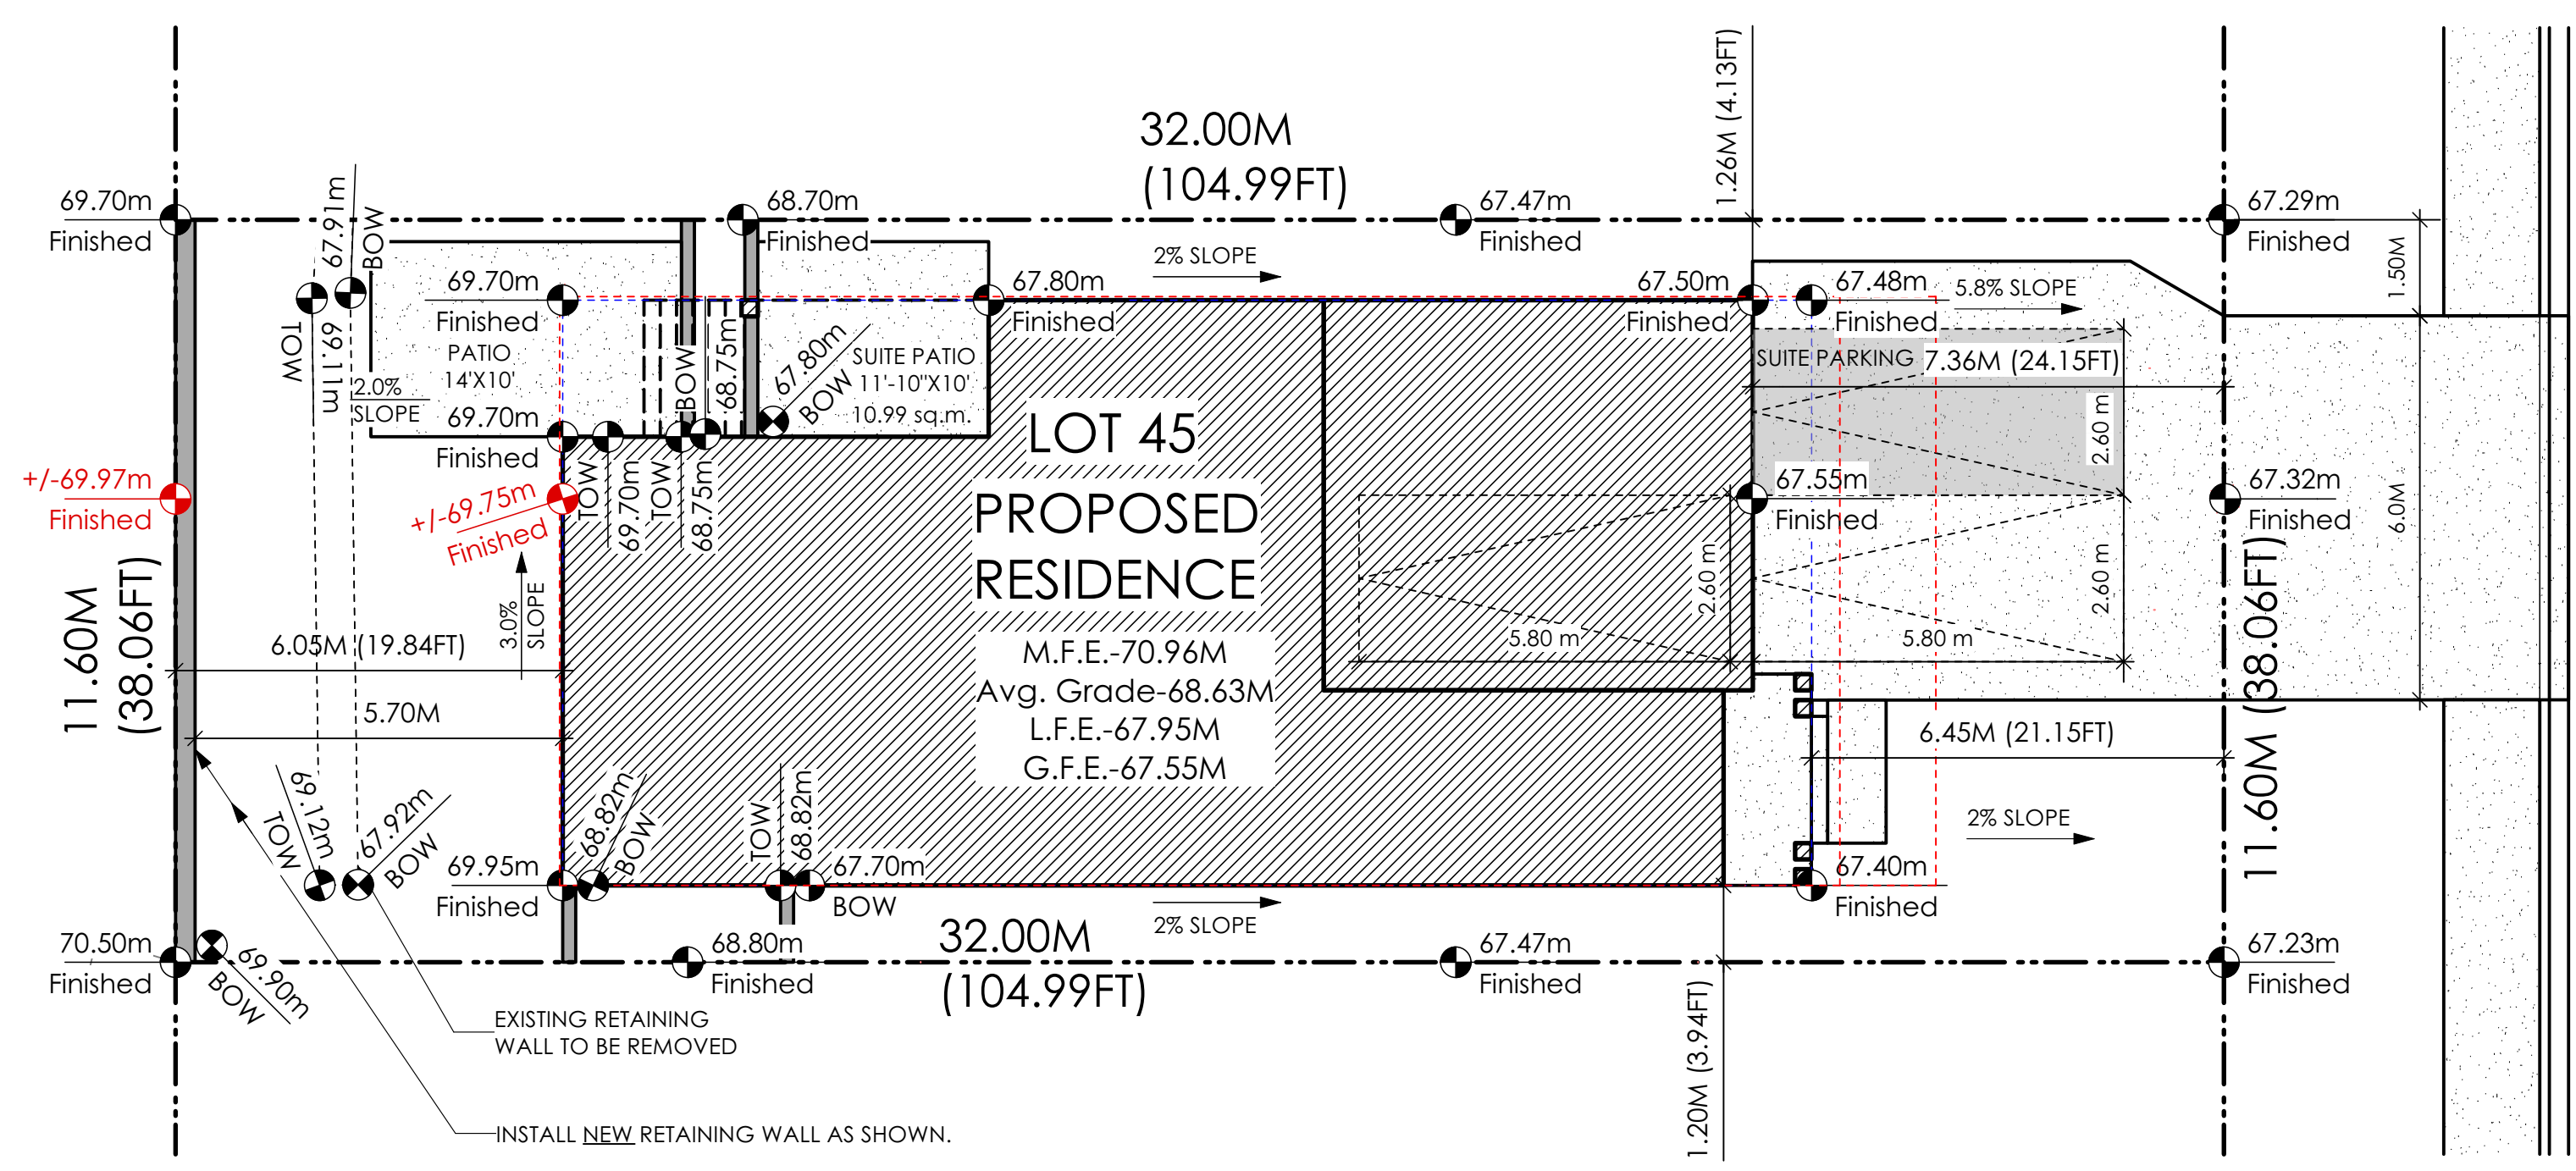 32.00M
(104.99FT)
1.26M (4.13FT)
69.70m
Finished
67.91m
BOW
68.70m
Finished
67.47m
Finished
67.29m
Finished
1.50M
2% SLOPE
69.70m
Finished
67.80m
Finished
67.50m
Finished
67.48m
Finished
5.8% SLOPE
TOW
69.11m
PATIO
14'X10'
2.0%
SLOPE
BOW
68.75m
67.80m
BOW
SUITE PATIO
11'-10"X10'
10.99 sq.m.
SUITE PARKING
7.36M (24.15FT)
2.60 m
69.70m
Finished
LOT 45
PROPOSED
RESIDENCE
M.F.E.-70.96M
Avg. Grade-68.63M
L.F.E.-67.95M
G.F.E.-67.55M
+/-69.97m
Finished
+/-69.75m
Finished
TOW
69.70m
TOW
68.75m
67.55m
Finished
67.32m
Finished
6.0M
3.0%
SLOPE
2.60 m
2.60 m
5.80 m
5.80 m
11.60M
(38.06FT)
6.05M (19.84FT)
5.70M
11.60M (38.06FT)
6.45M (21.15FT)
69.12m
TOW
67.92m
BOW
68.82m
BOW
TOW
68.82m
67.70m
BOW
69.95m
Finished
67.40m
Finished
2% SLOPE
2% SLOPE
70.50m
Finished
69.90m
BOW
68.80m
Finished
32.00M
(104.99FT)
67.47m
Finished
67.23m
Finished
1.20M (3.94FT)
EXISTING RETAINING
WALL TO BE REMOVED
INSTALL NEW RETAINING WALL AS SHOWN.